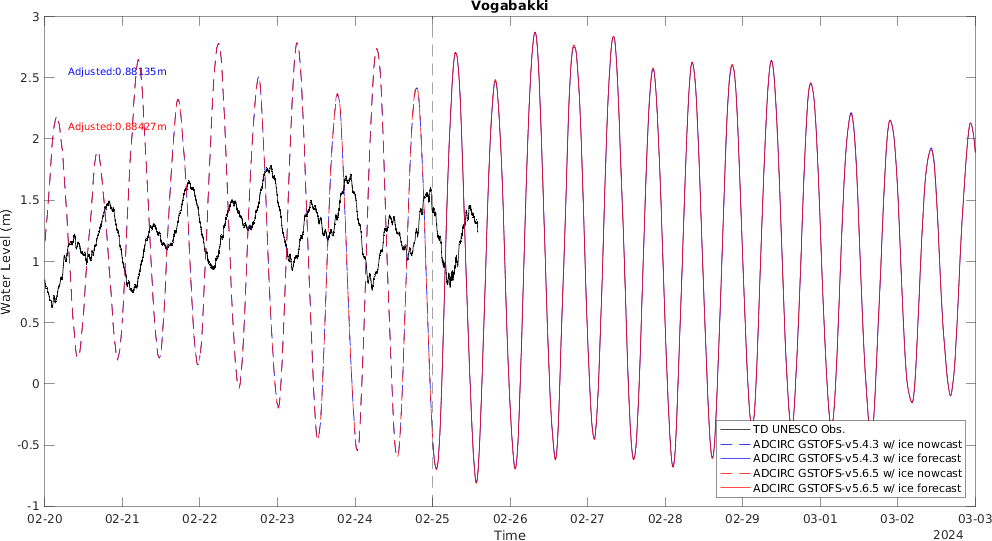 Vogabakki
3
2.5
2
1.5
1
0.5
0
-0.5
-1
Water Level (m)
Adjusted:0.88135m
Adjusted:0.88427m
TD UNESCO Obs.
ADCIRC GSTOFS-v5.4.3 w/ ice nowcast
ADCIRC GSTOFS-v5.4.3 w/ ice forecast
ADCIRC GSTOFS-v5.6.5 w/ ice nowcast
ADCIRC GSTOFS-v5.6.5 w/ ice forecast
02-20 02-21 02-22 02-23 02-24 02-25 02-26 02-27 02-28 02-29 03-01 03-02 03-03
Time
2024